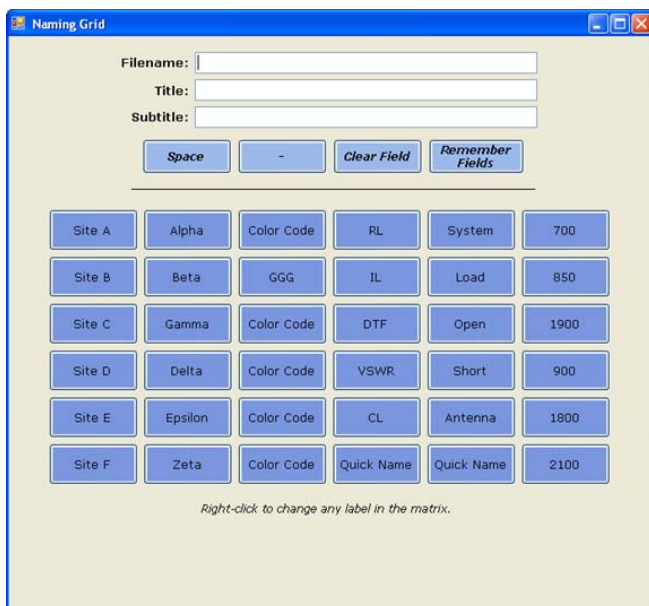 Naming Grid
Filename:
Title:
Subtitle:
Space - Clear Field Remember Fields
Site A Alpha Color Code RL System 700
Site B Beta GGG IL Load 850
Site C Gamma Color Code DTF Open 1900
Site D Delta Color Code VSWR Short 900
Site E Epsilon Color Code CL Antenna 1800
Site F Zeta Color Code Quick Name Quick Name 2100
Right-click to change any label in the matrix.